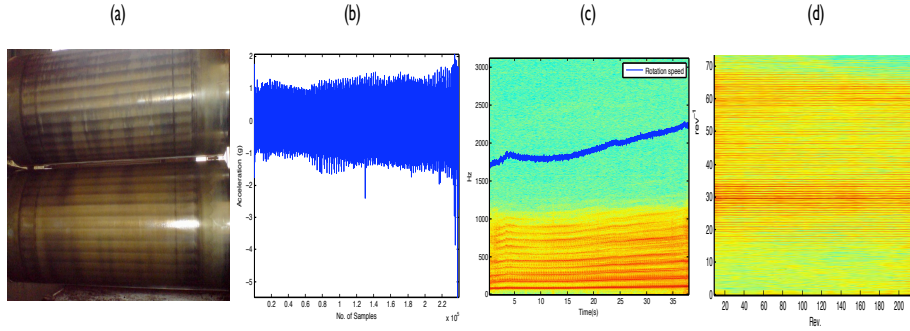 (a)
(b)
(c)
(d)
2
1
0
-1
-2
-3
-4
-5
Acceleration (g)
0.2 0.4 0.6 0.8 1 1.2 1.4 1.6 1.8 2 2.2
No. of Samples
x 10⁵
Rotation speed
3000
2500
2000
1500
1000
500
0
Hz
5 10 15 20 25 30 35
Time(s)
70
60
50
40
30
20
10
0
rev⁻¹
20 40 60 80 100 120 140 160 180 200
Rev.